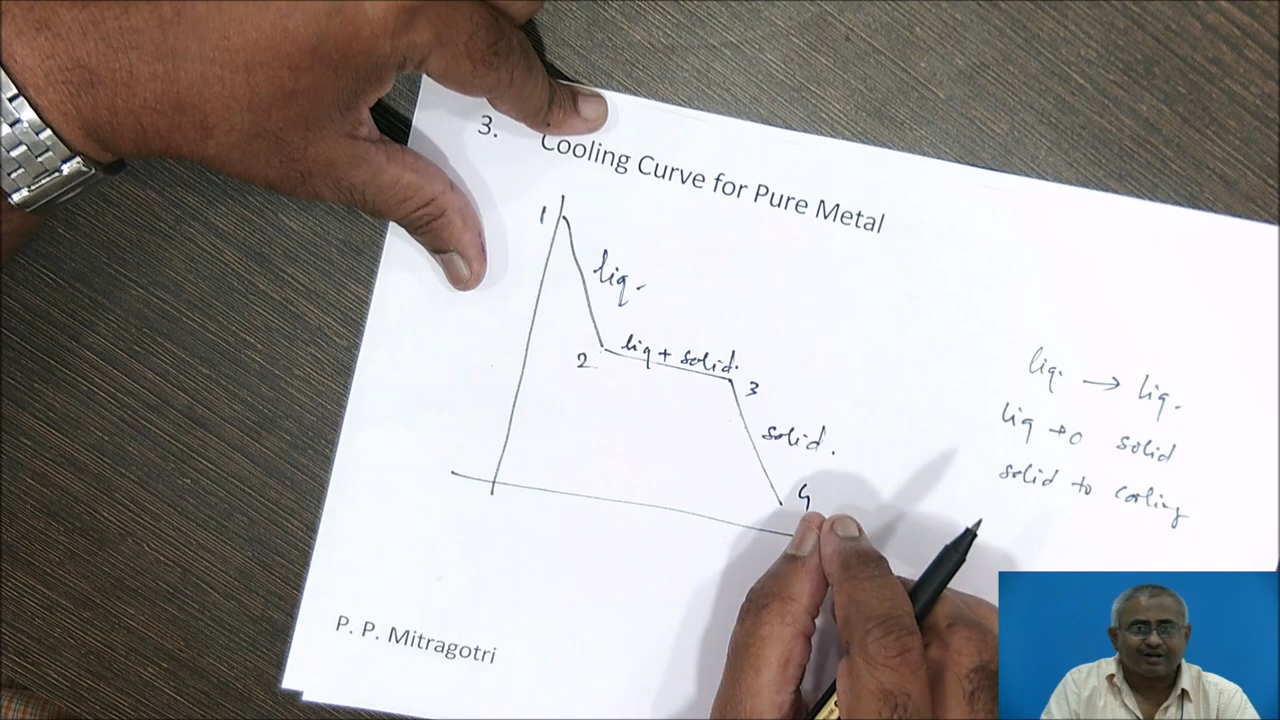 3. Cooling Curve for Pure Metal
1
liq.
2
liq + solid.
3
solid.
4
liq. → liq.
liq to solid
solid to cooling
P. P. Mitragotri